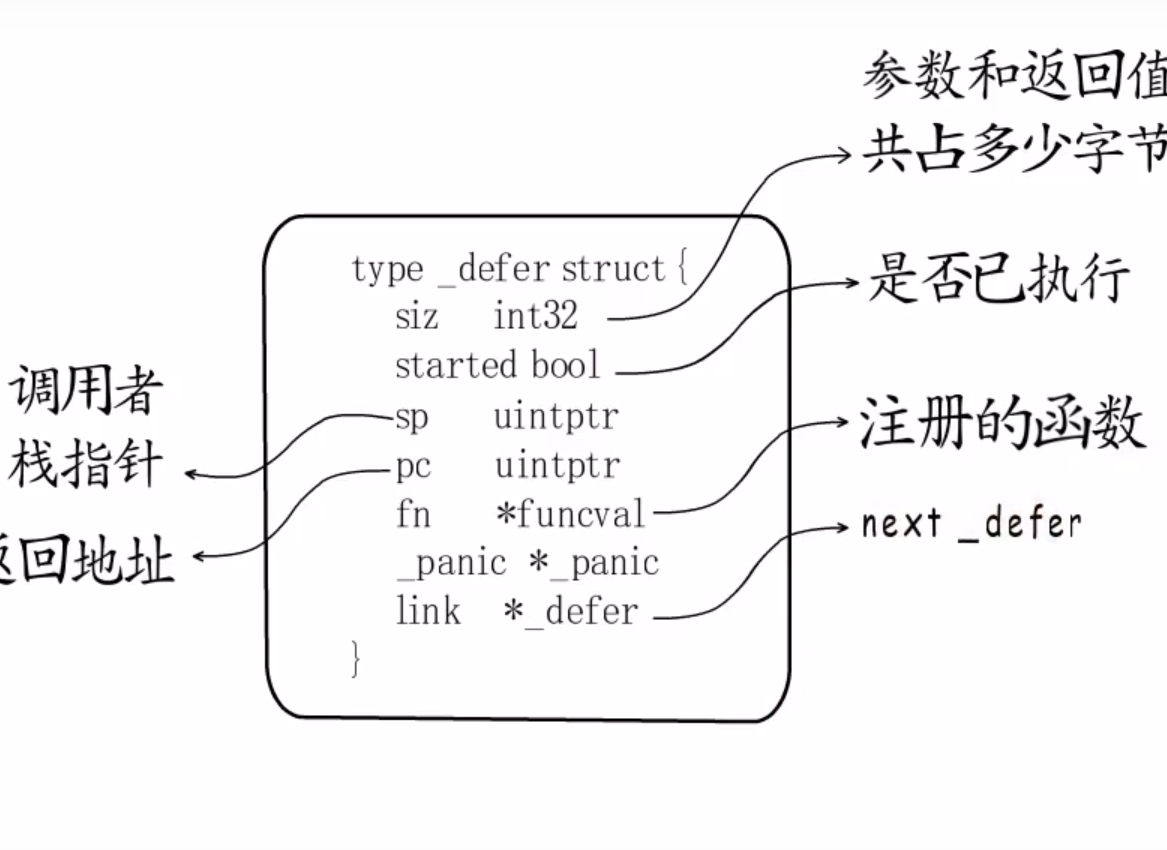 参数和返回值
共占多少字节
type _defer struct {
siz int32
是否已执行
started bool
调用者
栈指针
sp uintptr
注册的函数
pc uintptr
返回地址
fn *funcval
next _defer
_panic *_panic
link *_defer
}